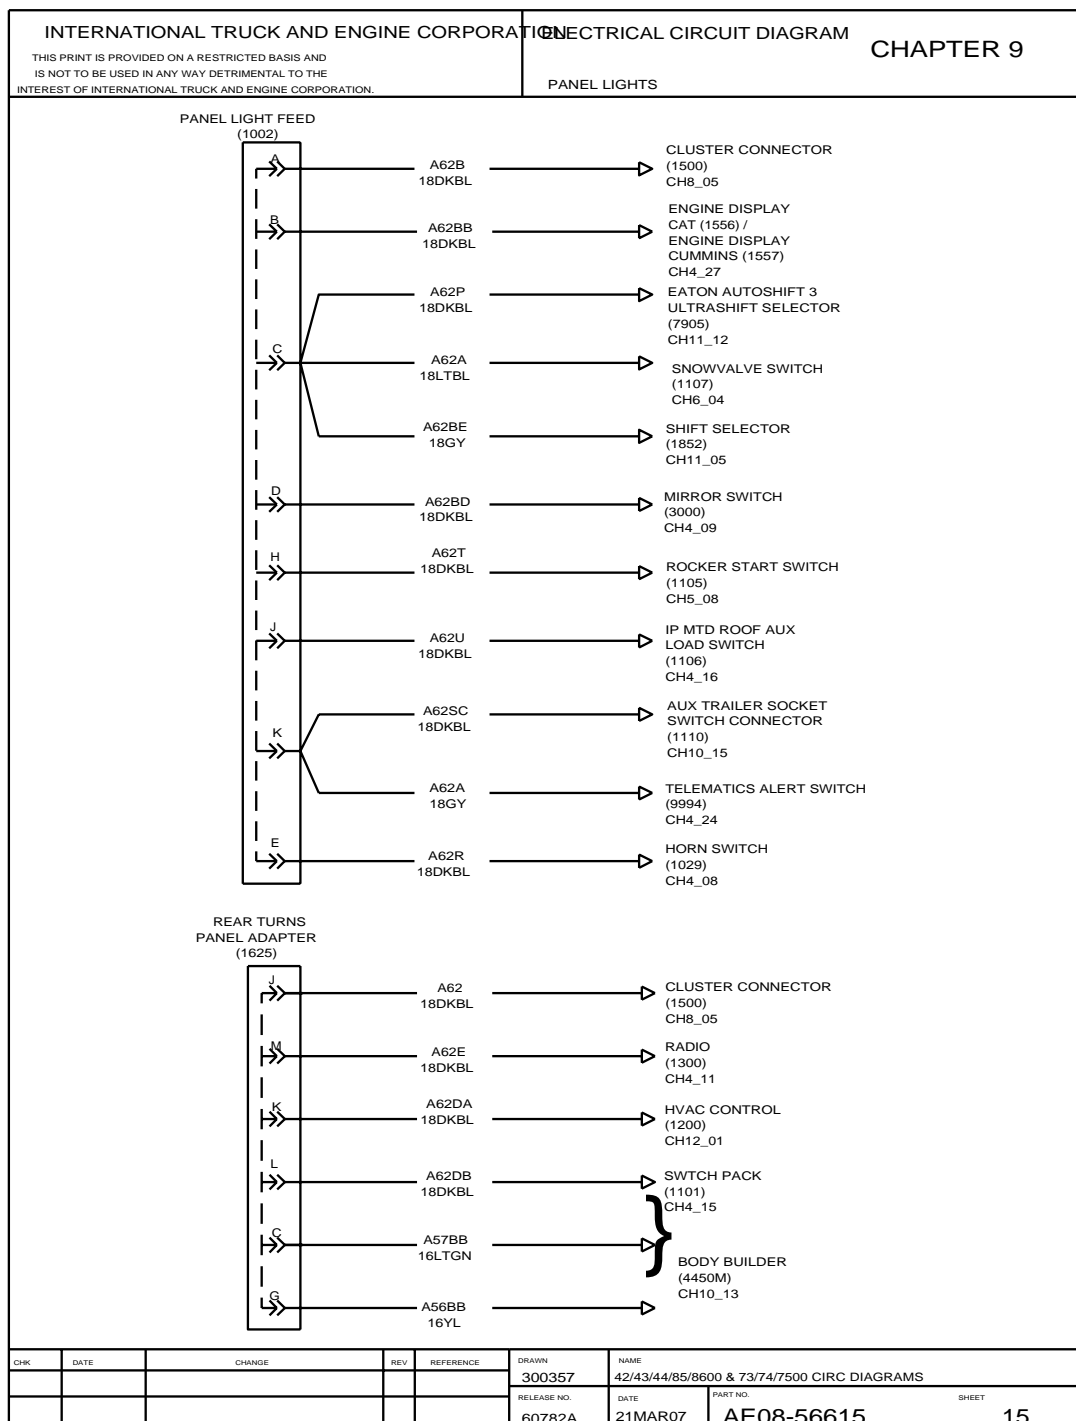 INTERNATIONAL TRUCK AND ENGINE CORPORATION
THIS PRINT IS PROVIDED ON A RESTRICTED BASIS AND
IS NOT TO BE USED IN ANY WAY DETRIMENTAL TO THE
INTEREST OF INTERNATIONAL TRUCK AND ENGINE CORPORATION.
ELECTRICAL CIRCUIT DIAGRAM
CHAPTER 9
PANEL LIGHTS
PANEL LIGHT FEED
(1002)
A
A62B
18DKBL
CLUSTER CONNECTOR
(1500)
CH8_05
B
A62BB
18DKBL
ENGINE DISPLAY
CAT (1556) /
ENGINE DISPLAY
CUMMINS (1557)
CH4_27
A62P
18DKBL
EATON AUTOSHIFT 3
ULTRASHIFT SELECTOR
(7905)
CH11_12
C
A62A
18LTBL
SNOWVALVE SWITCH
(1107)
CH6_04
A62BE
18GY
SHIFT SELECTOR
(1852)
CH11_05
D
A62BD
18DKBL
MIRROR SWITCH
(3000)
CH4_09
H
A62T
18DKBL
ROCKER START SWITCH
(1105)
CH5_08
J
A62U
18DKBL
IP MTD ROOF AUX
LOAD SWITCH
(1106)
CH4_16
A62SC
18DKBL
AUX TRAILER SOCKET
SWITCH CONNECTOR
(1110)
CH10_15
K
A62A
18GY
TELEMATICS ALERT SWITCH
(9994)
CH4_24
E
A62R
18DKBL
HORN SWITCH
(1029)
CH4_08
REAR TURNS
PANEL ADAPTER
(1625)
J
A62
18DKBL
CLUSTER CONNECTOR
(1500)
CH8_05
M
A62E
18DKBL
RADIO
(1300)
CH4_11
K
A62DA
18DKBL
HVAC CONTROL
(1200)
CH12_01
L
A62DB
18DKBL
SWTCH PACK
(1101)
CH4_15
C
A57BB
16LTGN
BODY BUILDER
(4450M)
CH10_13
G
A56BB
16YL
CHK DATE CHANGE REV REFERENCE
DRAWN
300357
NAME
42/43/44/85/8600 & 73/74/7500 CIRC DIAGRAMS
RELEASE NO.
60782A
DATE
21MAR07
PART NO.
AE08-56615
SHEET
15